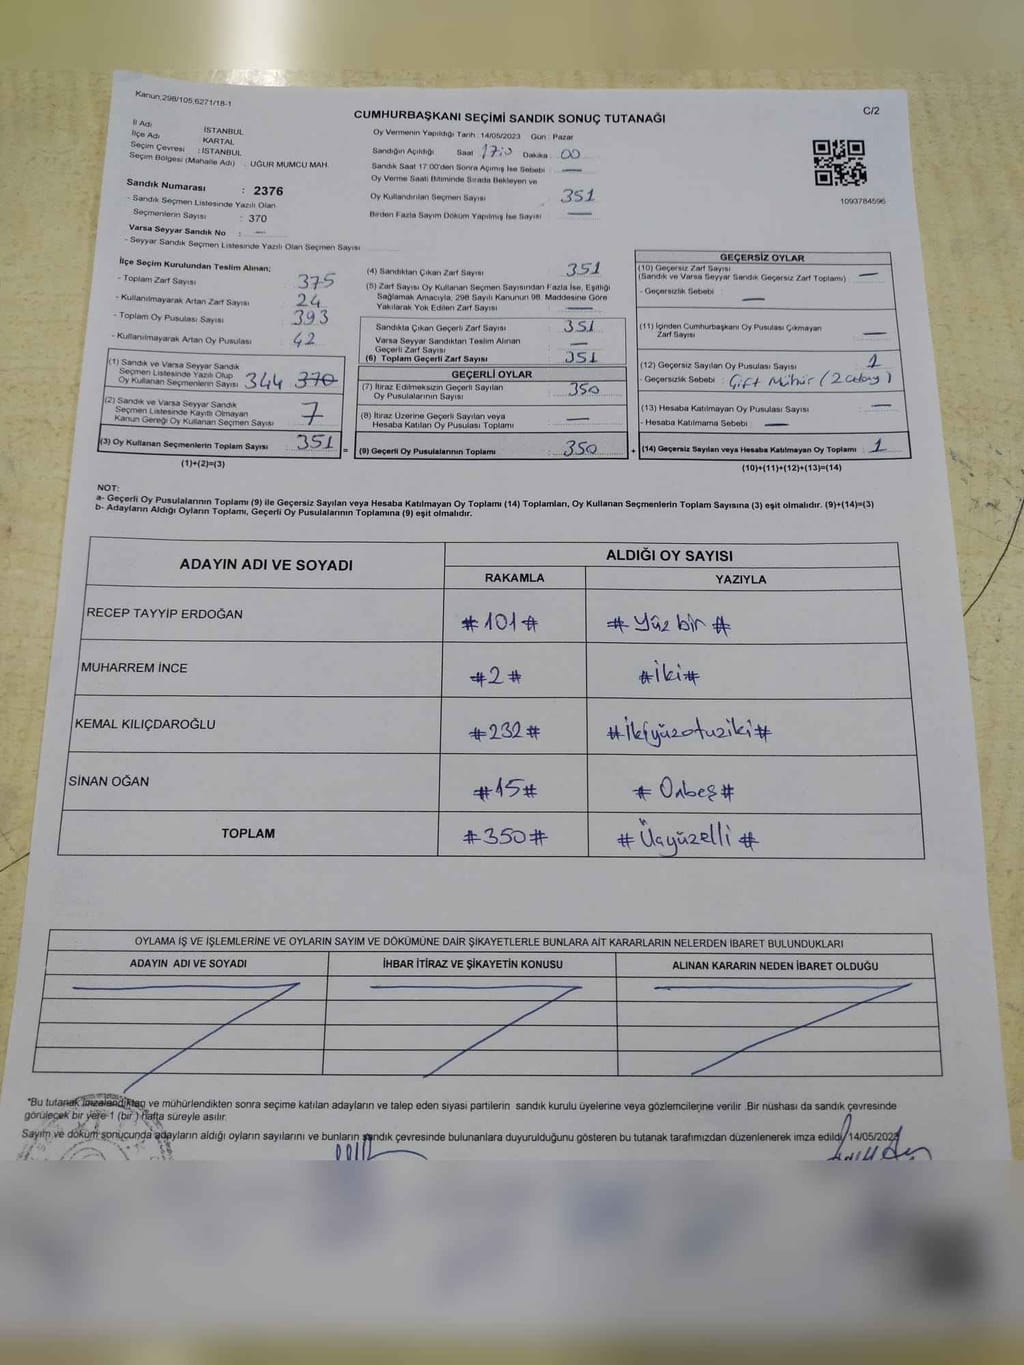 Kanun,298/105,6271/18-1
C/2
CUMHURBAŞKANI SEÇİMİ SANDIK SONUÇ TUTANAĞI
İl Adı İSTANBUL
İlçe Adı KARTAL
Seçim Çevresi : İSTANBUL
Seçim Bölgesi (Mahalle Adı) : UĞUR MUMCU MAH.
Sandık Numarası : 2376
- Sandık Seçmen Listesinde Yazılı Olan
Seçmenlerin Sayısı : 370
Varsa Seyyar Sandık No : —
- Seyyar Sandık Seçmen Listesinde Yazılı Olan Seçmen Sayısı
Oy Vermenin Yapıldığı Tarih : 14/05/2023 Gün : Pazar
Sandığın Açıldığı Saat Dakika 00
Sandık Saat 17:00'den Sonra Açımış İse Sebebi : —
Oy Verme Saati Bitiminde Sırada Bekleyen ve
Oy Kullandırılan Seçmen Sayısı 351
Birden Fazla Sayım Döküm Yapılmış İse Sayısı —
1093784596
İlçe Seçim Kurulundan Teslim Alınan;
- Toplam Zarf Sayısı 375
- Kullanılmayarak Artan Zarf Sayısı 24
- Toplam Oy Pusulası Sayısı 393
- Kullanılmayarak Artan Oy Pusulası 42
(1) Sandık ve Varsa Seyyar Sandık
Seçmen Listesinde Yazılı Olup
Oy Kullanan Seçmenlerin Sayısı 344 370
(2) Sandık ve Varsa Seyyar Sandık
Seçmen Listesinde Kayıtlı Olmayan
Kanun Gereği Oy Kullanan Seçmen Sayısı 7
(3) Oy Kullanan Seçmenlerin Toplam Sayısı 351
(1)+(2)=(3)
=
(4) Sandıktan Çıkan Zarf Sayısı 351
(5) Zarf Sayısı Oy Kullanan Seçmen Sayısından Fazla İse, Eşitliği
Sağlamak Amacıyla, 298 Sayılı Kanunun 98. Maddesine Göre
Yakılarak Yok Edilen Zarf Sayısı —
Sandıkta Çıkan Geçerli Zarf Sayısı 351
Varsa Seyyar Sandıktan Teslim Alınan
Geçerli Zarf Sayısı —
(6) Toplam Geçerli Zarf Sayısı 351
GEÇERLİ OYLAR
(7) İtiraz Edilmeksizin Geçerli Sayılan
Oy Pusulalarının Sayısı 350
(8) İtiraz Üzerine Geçerli Sayılan veya
Hesaba Katılan Oy Pusulası Toplamı —
(9) Geçerli Oy Pusulalarının Toplamı 350
+
GEÇERSİZ OYLAR
(10) Geçersiz Zarf Sayısı
(Sandık ve Varsa Seyyar Sandık Geçersiz Zarf Toplamı) —
- Geçersizlik Sebebi : —
(11) İçinden Cumhurbaşkanı Oy Pusulası Çıkmayan
Zarf Sayısı —
(12) Geçersiz Sayılan Oy Pusulası Sayısı 1
- Geçersizlik Sebebi : Çift Mühür (2 aday)
(13) Hesaba Katılmayan Oy Pusulası Sayısı —
- Hesaba Katılmama Sebebi : —
(14) Geçersiz Sayılan veya Hesaba Katılmayan Oy Toplamı 1
(10)+(11)+(12)+(13)=(14)
NOT:
a- Geçerli Oy Pusulalarının Toplamı (9) ile Geçersiz Sayılan veya Hesaba Katılmayan Oy Toplamı (14) Toplamları, Oy Kullanan Seçmenlerin Toplam Sayısına (3) eşit olmalıdır. (9)+(14)=(3)
b- Adayların Aldığı Oyların Toplamı, Geçerli Oy Pusulalarının Toplamına (9) eşit olmalıdır.
ADAYIN ADI VE SOYADI
ALDIĞI OY SAYISI
RAKAMLA YAZIYLA
RECEP TAYYİP ERDOĞAN #101# # Yüz bir #
MUHARREM İNCE #2# #İki#
KEMAL KILIÇDAROĞLU #232# #İkiyüzotuziki#
SİNAN OĞAN #15# # Onbeş #
TOPLAM #350# # Üçyüzelli #
OYLAMA İŞ VE İŞLEMLERİNE VE OYLARIN SAYIM VE DÖKÜMÜNE DAİR ŞİKAYETLERLE BUNLARA AİT KARARLARIN NELERDEN İBARET BULUNDUKLARI
ADAYIN ADI VE SOYADI İHBAR İTİRAZ VE ŞİKAYETİN KONUSU ALINAN KARARIN NEDEN İBARET OLDUĞU
*Bu tutanak imzalandıktan ve mühürlendikten sonra seçime katılan adayların ve talep eden siyasi partilerin sandık kurulu üyelerine veya gözlemcilerine verilir .Bir nüshası da sandık çevresinde
görülecek bir yere 1 (bir ) hafta süreyle asılır.
Sayım ve döküm sonucunda adayların aldığı oyların sayılarını ve bunların sandık çevresinde bulunanlara duyurulduğunu gösteren bu tutanak tarafımızdan düzenlenerek imza edildi. 14/05/2023